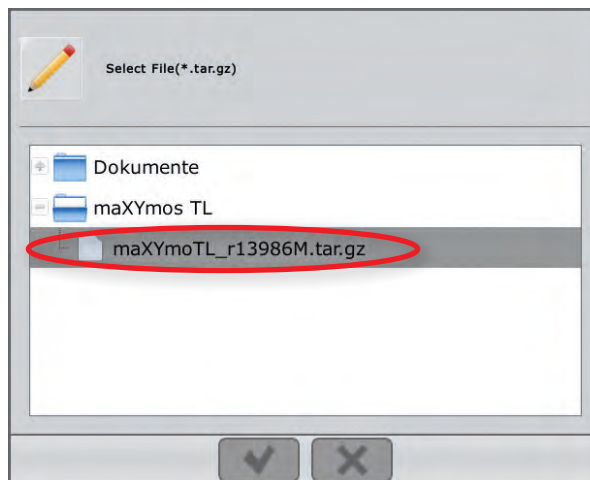 Select File(*.tar.gz)
Dokumente
maXYmos TL
maXYmoTL_r13986M.tar.gz